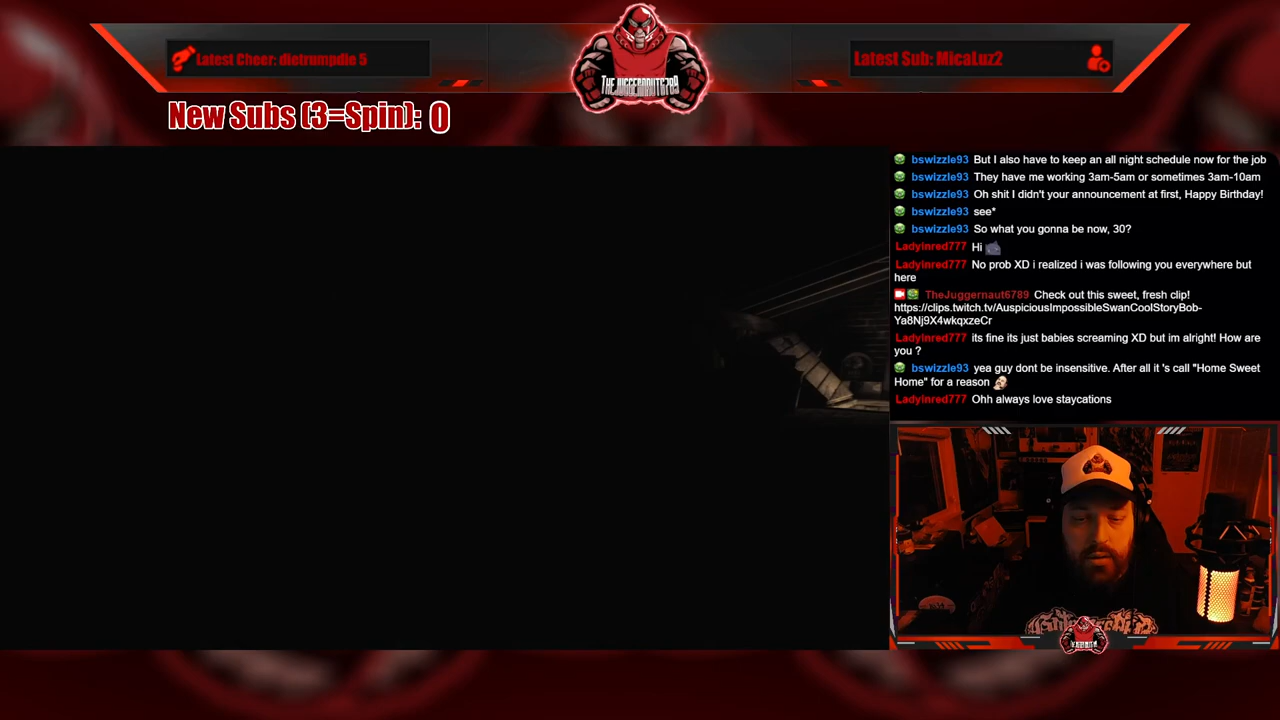 Latest Cheer: dietrumpdie 5
THEJUGGERNAUT6789
Latest Sub: MicaLuz2
New Subs (3=Spin): 0
bswizzle93 But I also have to keep an all night schedule now for the job
bswizzle93 They have me working 3am-5am or sometimes 3am-10am
bswizzle93 Oh shit I didn't your announcement at first, Happy Birthday!
bswizzle93 see*
bswizzle93 So what you gonna be now, 30?
LadyInred777 Hi
LadyInred777 No prob XD i realized i was following you everywhere but
here
TheJuggernaut6789 Check out this sweet, fresh clip!
https://clips.twitch.tv/AuspiciousImpossibleSwanCoolStoryBob-
Ya8Nj9X4wkqxzeCr
LadyInred777 its fine its just babies screaming XD but im alright! How are
you ?
bswizzle93 yea guy dont be insensitive. After all it 's call "Home Sweet
Home" for a reason
LadyInred777 Ohh always love staycations